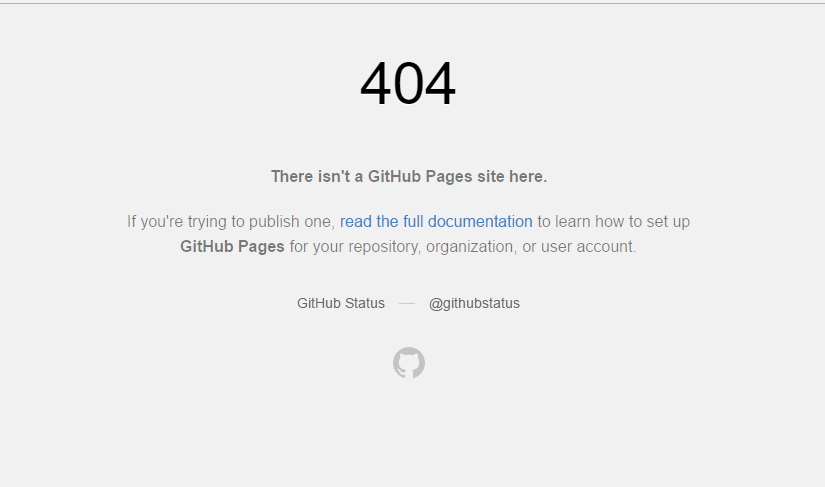 404
There isn't a GitHub Pages site here.
If you're trying to publish one, read the full documentation to learn how to set up
GitHub Pages for your repository, organization, or user account.
GitHub Status — @githubstatus